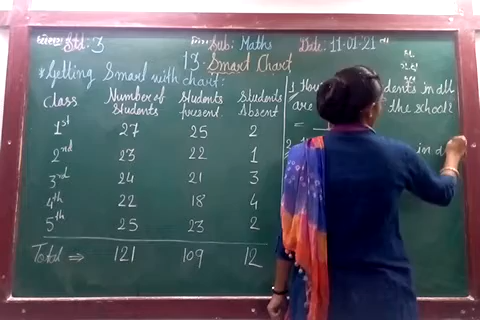 Std: 3 Sub: Maths Date: 11-01-21
13. Smart Chart
*Getting Smart with chart:
Class Number of Students Students Present Students Absent
1st 27 25 2
2nd 23 22 1
3rd 24 21 3
4th 22 18 4
5th 25 23 2
Total ⇒ 121 109 12
1 How dents in all
are the school?
=
2 in